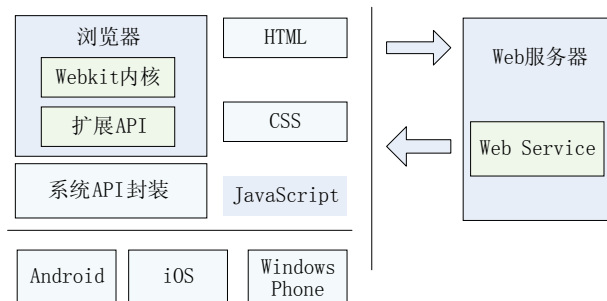 浏览器
Webkit内核
扩展API
系统API封装
HTML
CSS
JavaScript
Web服务器
Web Service
Android
iOS
Windows
Phone